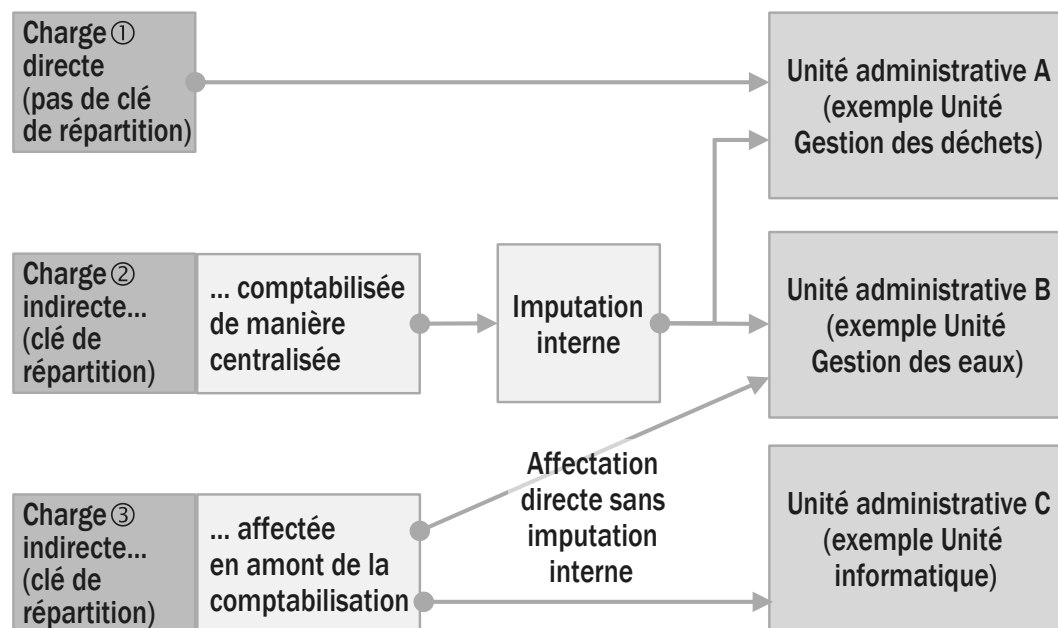 Charge ①
directe
(pas de clé
de répartition)
Unité administrative A
(exemple Unité
Gestion des déchets)
Charge ②
indirecte...
(clé de
répartition)
... comptabilisée
de manière
centralisée
Imputation
interne
Unité administrative B
(exemple Unité
Gestion des eaux)
Charge ③
indirecte...
(clé de
répartition)
... affectée
en amont de la
comptabilisation
Affectation
directe sans
imputation
interne
Unité administrative C
(exemple Unité
informatique)